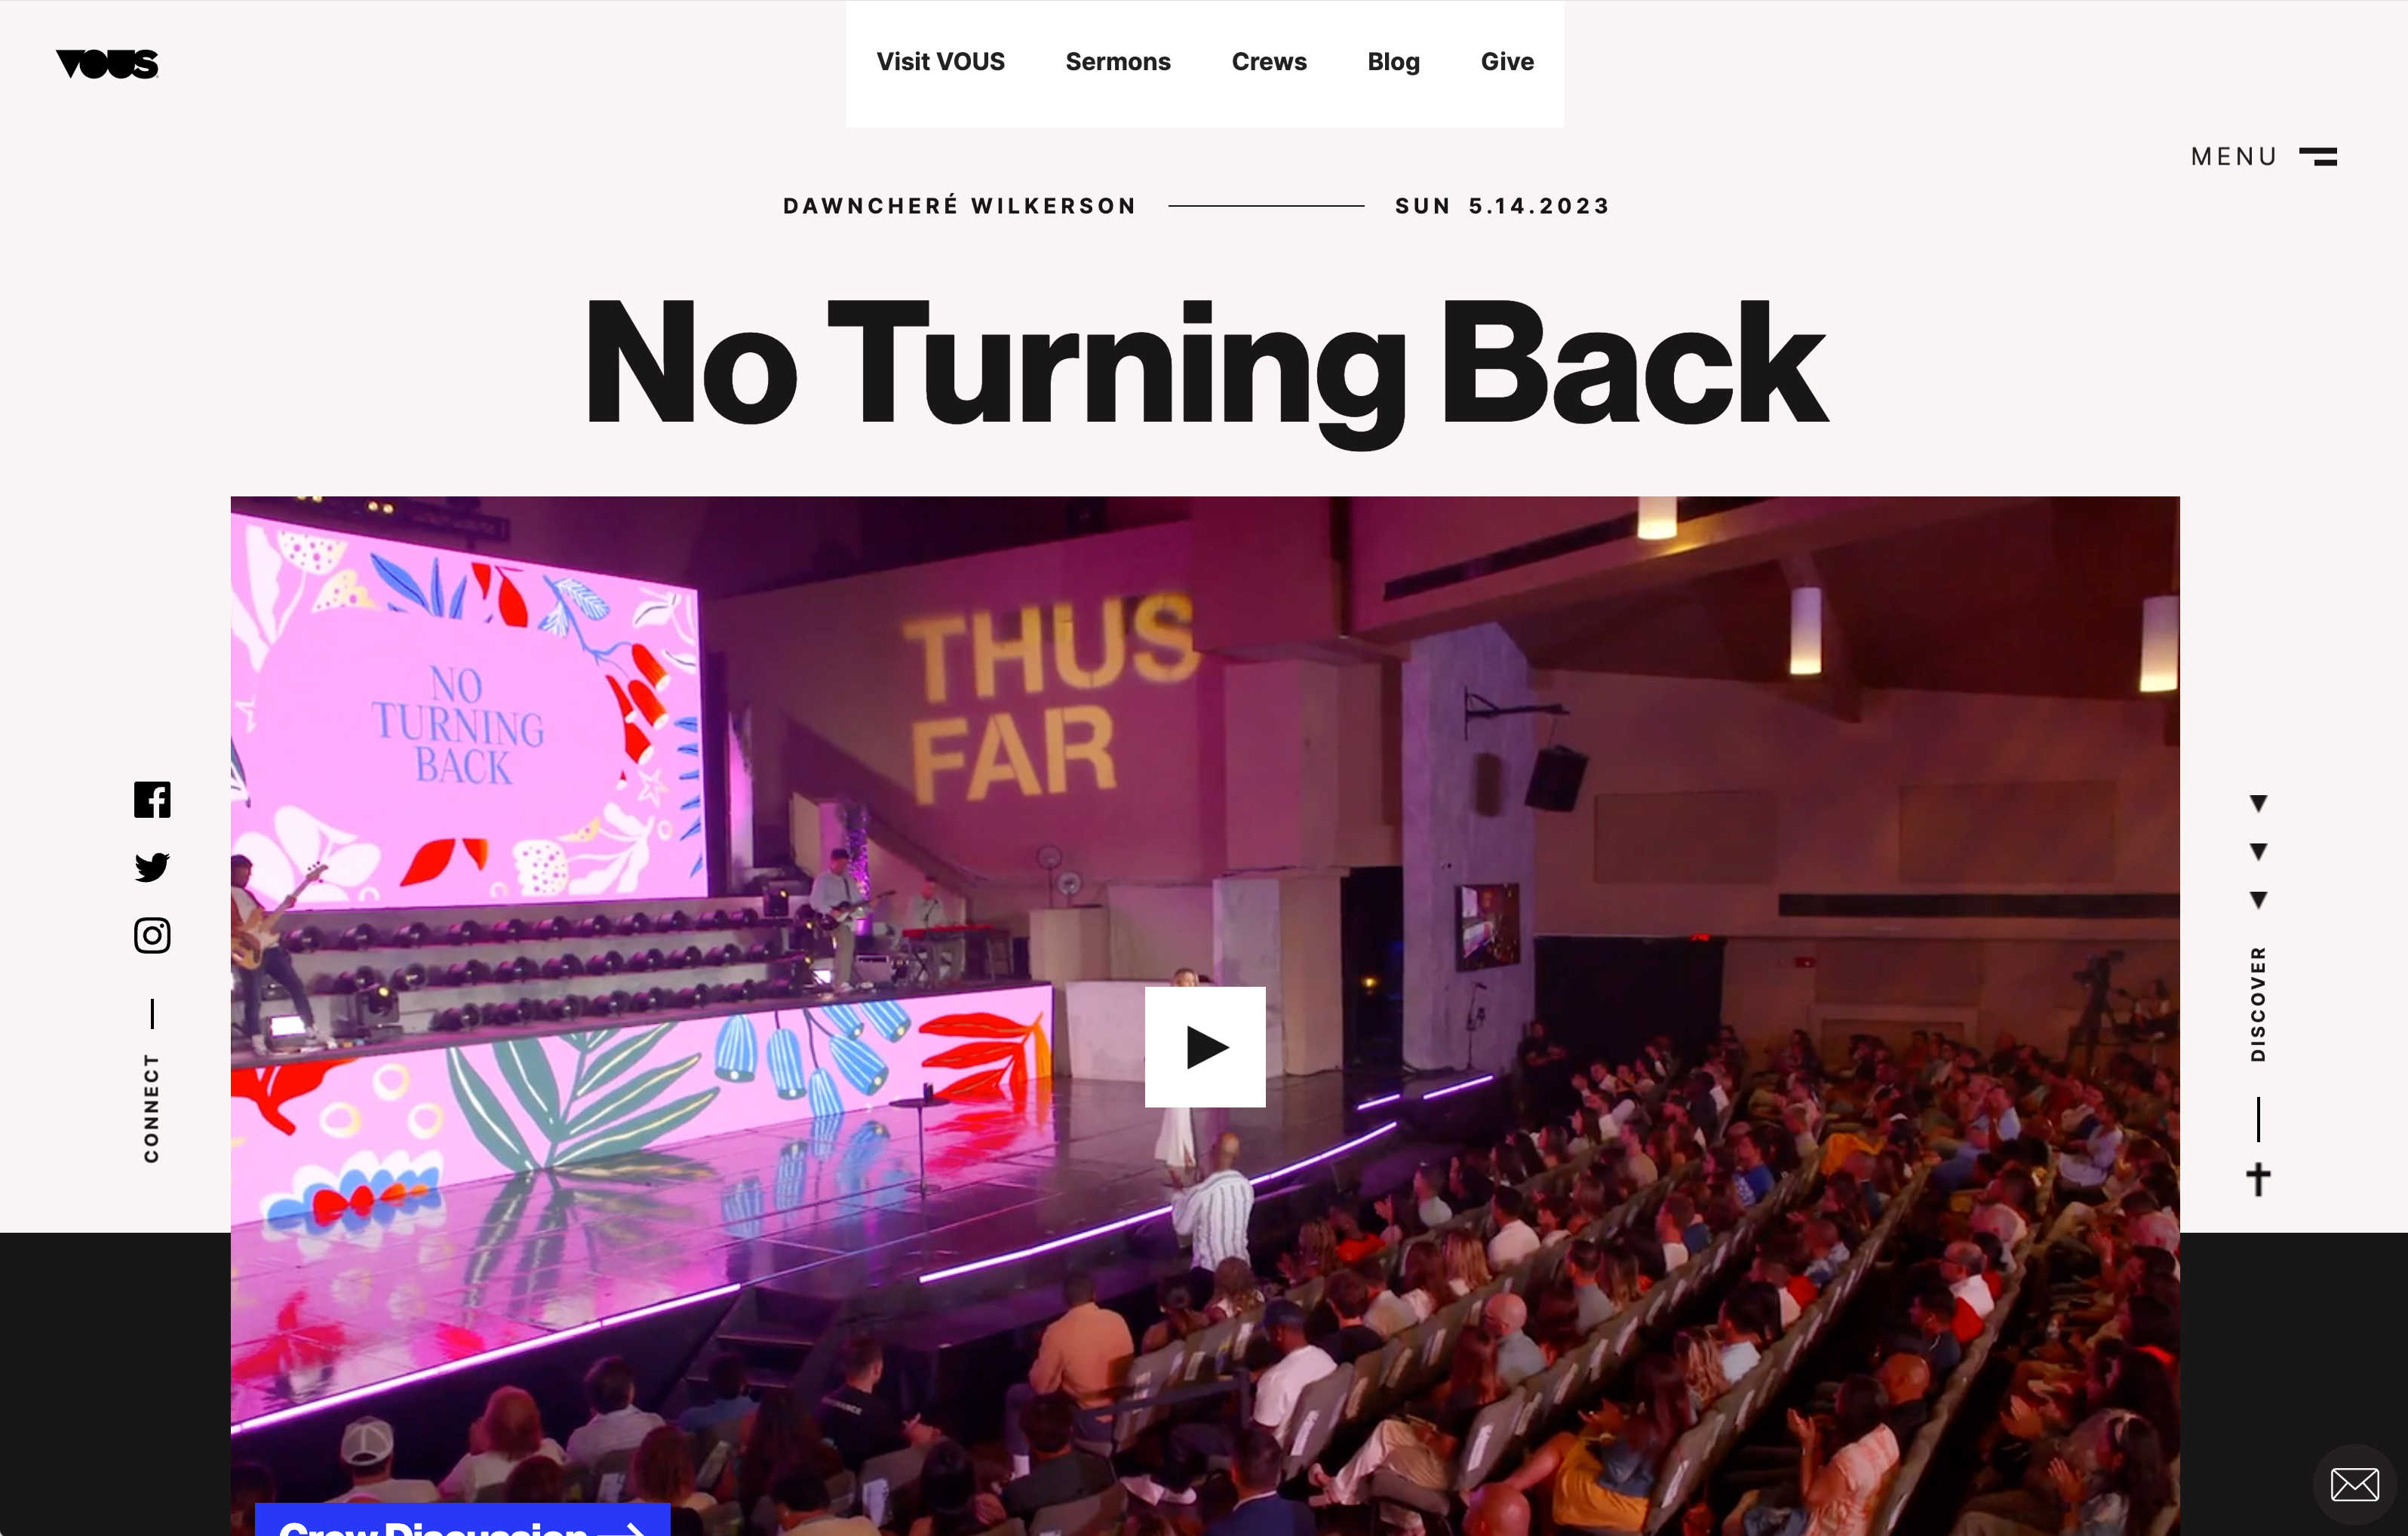 VOUS
Visit VOUS
Sermons
Crews
Blog
Give
MENU
DAWNCHERÉ WILKERSON
SUN 5.14.2023
No Turning Back
NO
TURNING
BACK
THUS
FAR
CONNECT
DISCOVER
Crew Discussion →